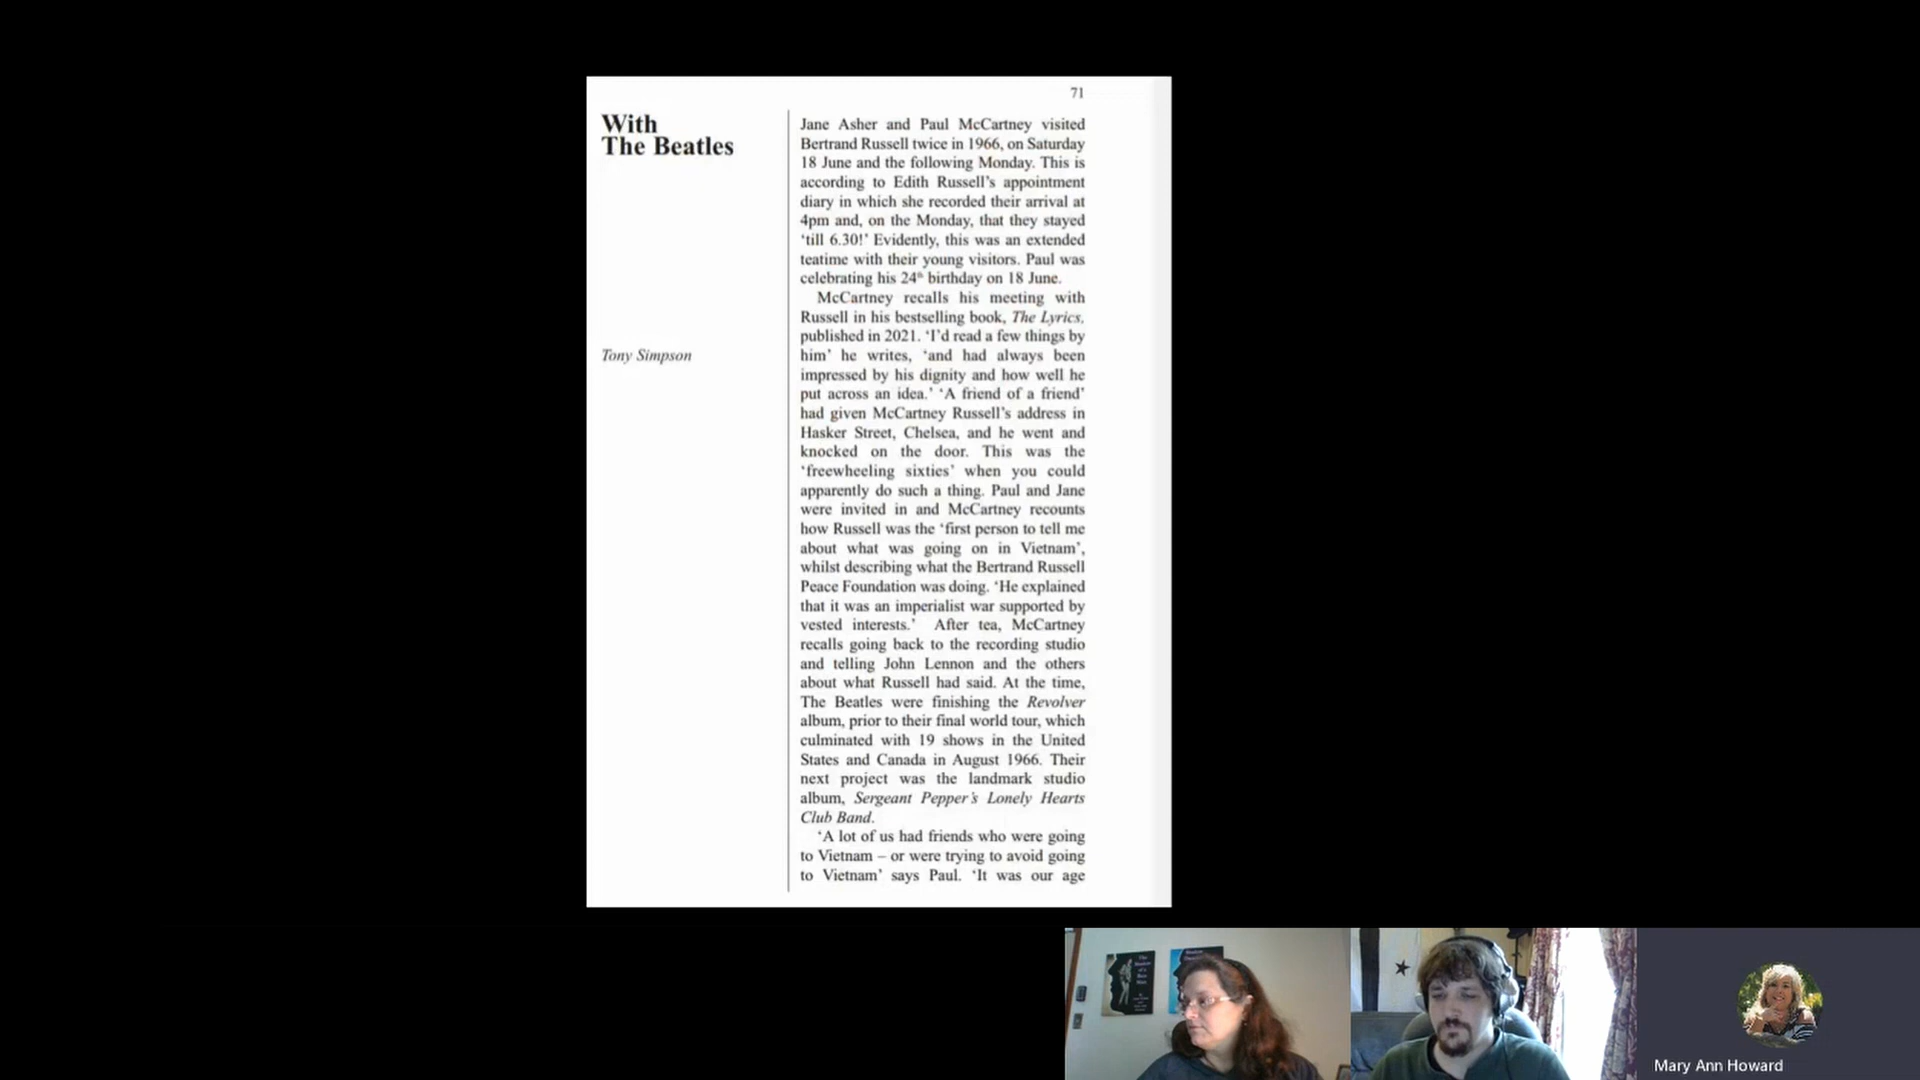 71
With
The Beatles
Tony Simpson
Jane Asher and Paul McCartney visited
Bertrand Russell twice in 1966, on Saturday
18 June and the following Monday. This is
according to Edith Russell’s appointment
diary in which she recorded their arrival at
4pm and, on the Monday, that they stayed
‘till 6.30!’ Evidently, this was an extended
teatime with their young visitors. Paul was
celebrating his 24th birthday on 18 June.
McCartney recalls his meeting with
Russell in his bestselling book, The Lyrics,
published in 2021. ‘I’d read a few things by
him’ he writes, ‘and had always been
impressed by his dignity and how well he
put across an idea.’ ‘A friend of a friend’
had given McCartney Russell’s address in
Hasker Street, Chelsea, and he went and
knocked on the door. This was the
‘freewheeling sixties’ when you could
apparently do such a thing. Paul and Jane
were invited in and McCartney recounts
how Russell was the ‘first person to tell me
about what was going on in Vietnam’,
whilst describing what the Bertrand Russell
Peace Foundation was doing. ‘He explained
that it was an imperialist war supported by
vested interests.’ After tea, McCartney
recalls going back to the recording studio
and telling John Lennon and the others
about what Russell had said. At the time,
The Beatles were finishing the Revolver
album, prior to their final world tour, which
culminated with 19 shows in the United
States and Canada in August 1966. Their
next project was the landmark studio
album, Sergeant Pepper’s Lonely Hearts
Club Band.
‘A lot of us had friends who were going
to Vietnam – or were trying to avoid going
to Vietnam’ says Paul. ‘It was our age
Mary Ann Howard